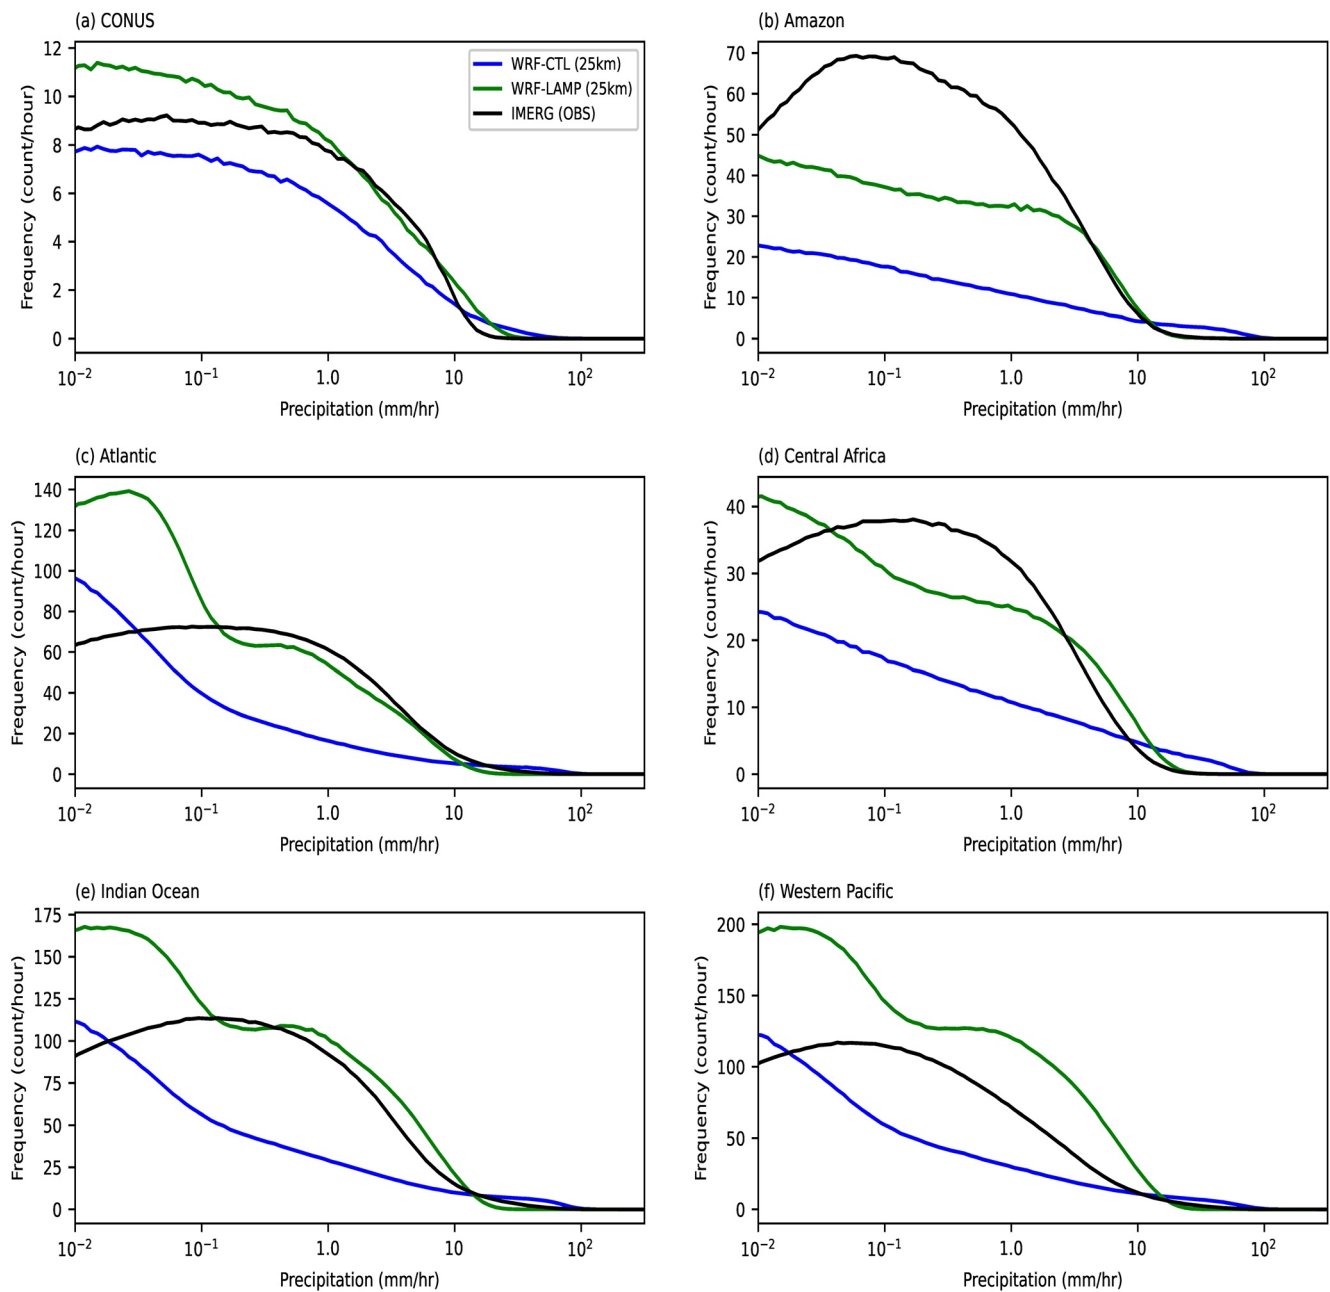 (a) CONUS
Frequency (count/hour)
12
10
8
6
4
2
0
WRF-CTL (25km)
WRF-LAMP (25km)
IMERG (OBS)
10⁻² 10⁻¹ 1.0 10 10²
Precipitation (mm/hr)
(b) Amazon
Frequency (count/hour)
70
60
50
40
30
20
10
0
10⁻² 10⁻¹ 1.0 10 10²
Precipitation (mm/hr)
(c) Atlantic
Frequency (count/hour)
140
120
100
80
60
40
20
0
10⁻² 10⁻¹ 1.0 10 10²
Precipitation (mm/hr)
(d) Central Africa
Frequency (count/hour)
40
30
20
10
0
10⁻² 10⁻¹ 1.0 10 10²
Precipitation (mm/hr)
(e) Indian Ocean
Frequency (count/hour)
175
150
125
100
75
50
25
0
10⁻² 10⁻¹ 1.0 10 10²
Precipitation (mm/hr)
(f) Western Pacific
Frequency (count/hour)
200
150
100
50
0
10⁻² 10⁻¹ 1.0 10 10²
Precipitation (mm/hr)